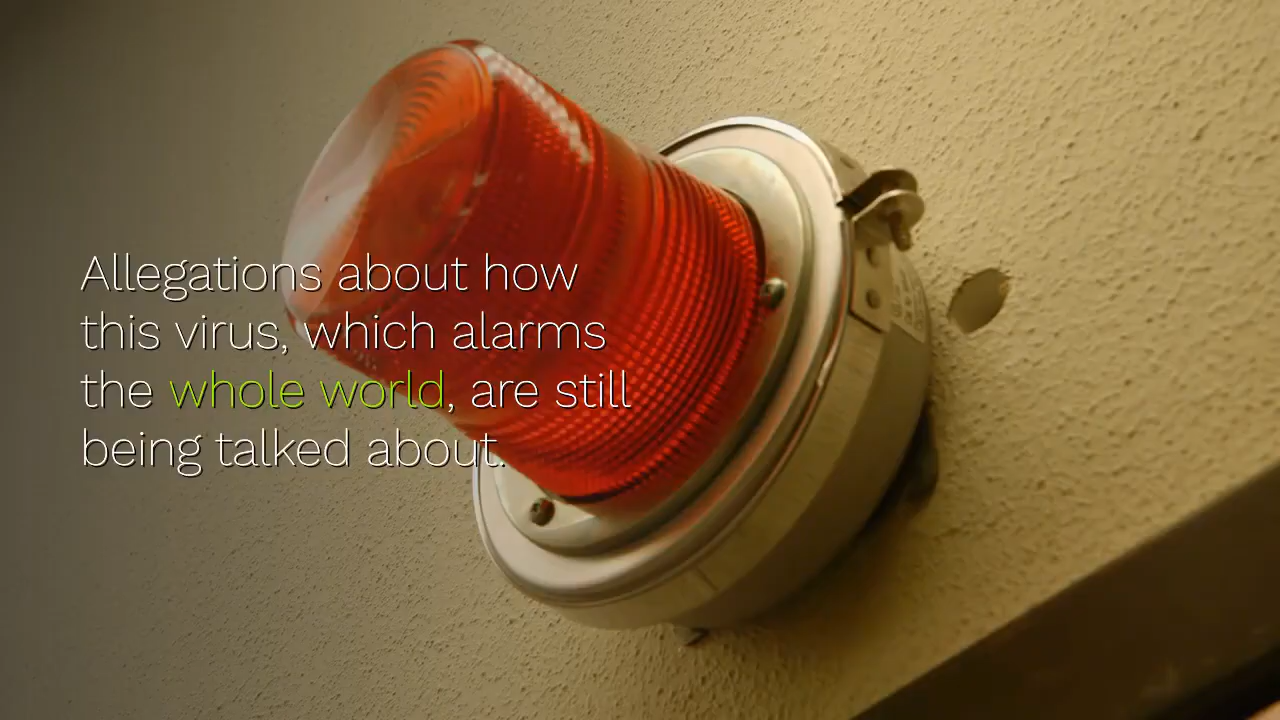 Allegations about how
this virus, which alarms
the whole world, are still
being talked about.